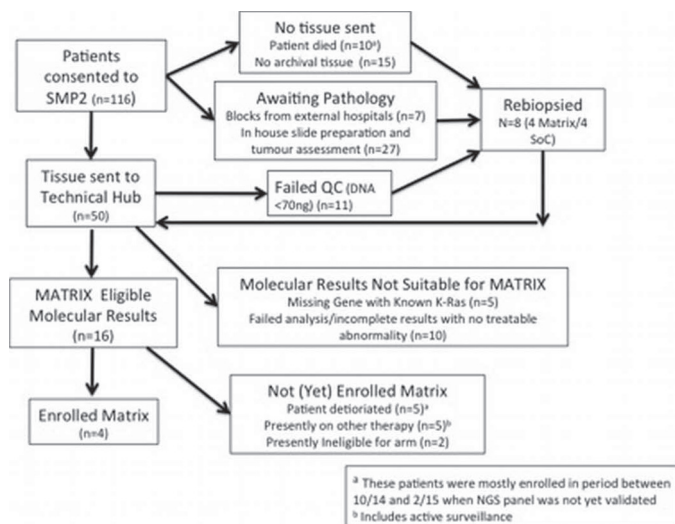 No tissue sent
Patient died (n=10ª)
No archival tissue (n=15)
Patients
consented to
SMP2 (n=116)
Awaiting Pathology
Blocks from external hospitals (n=7)
In house slide preparation and
tumour assessment (n=27)
Rebiopsied
N=8 (4 Matrix/4
SoC)
Tissue sent to
Technical Hub
(n=50)
Failed QC (DNA
<70ng) (n=11)
Molecular Results Not Suitable for MATRIX
Missing Gene with Known K-Ras (n=5)
Failed analysis/incomplete results with no treatable
abnormality (n=10)
MATRIX Eligible
Molecular Results
(n=16)
Not (Yet) Enrolled Matrix
Patient detiorated (n=5)ª
Presently on other therapy (n=5)ᵇ
Presently Ineligible for arm (n=2)
Enrolled Matrix
(n=4)
ª These patients were mostly enrolled in period between
10/14 and 2/15 when NGS panel was not yet validated
ᵇ Includes active surveillance